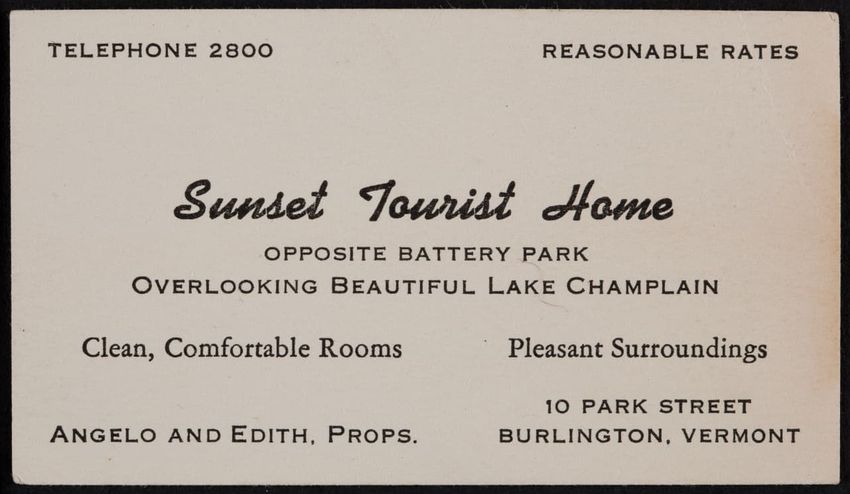 TELEPHONE 2800
REASONABLE RATES
Sunset Tourist Home
OPPOSITE BATTERY PARK
OVERLOOKING BEAUTIFUL LAKE CHAMPLAIN
Clean, Comfortable Rooms
Pleasant Surroundings
ANGELO AND EDITH, PROPS.
10 PARK STREET
BURLINGTON, VERMONT